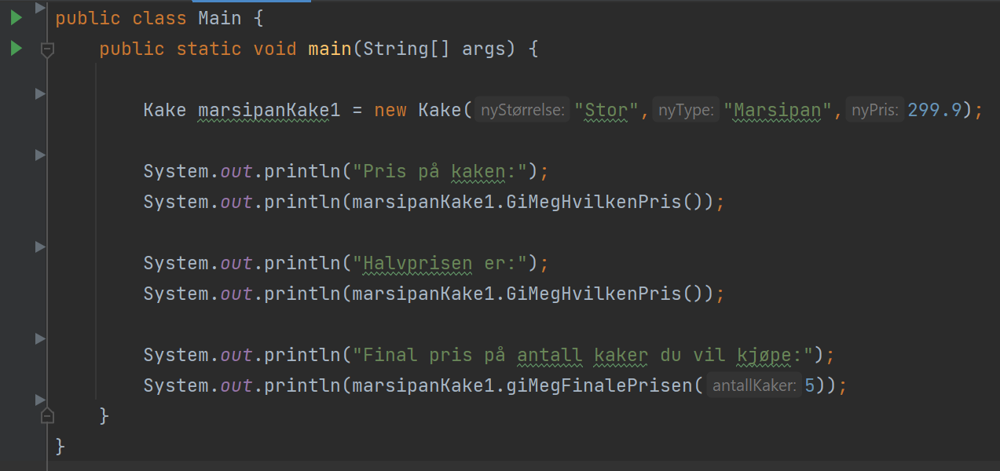 public class Main {
public static void main(String[] args) {
Kake marsipanKake1 = new Kake( nyStørrelse: "Stor", nyType: "Marsipan", nyPris: 299.9);
System.out.println("Pris på kaken:");
System.out.println(marsipanKake1.GiMegHvilkenPris());
System.out.println("Halvprisen er:");
System.out.println(marsipanKake1.GiMegHvilkenPris());
System.out.println("Final pris på antall kaker du vil kjøpe:");
System.out.println(marsipanKake1.giMegFinalePrisen( antallKaker: 5));
}
}